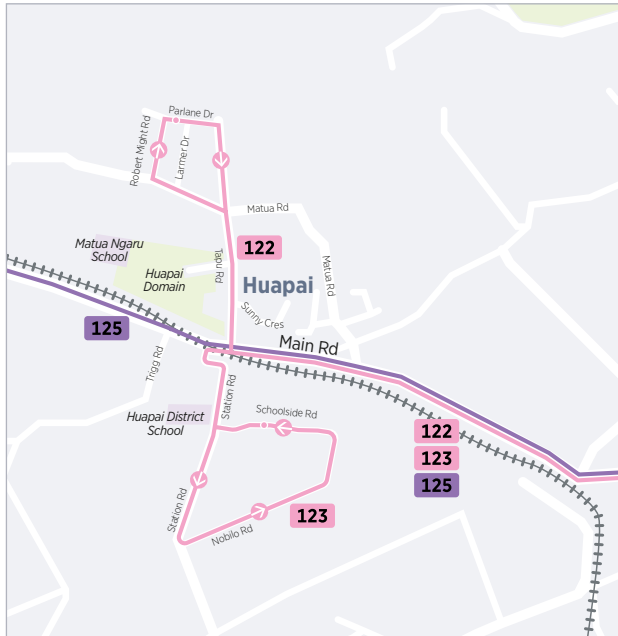 Parlane Dr
Robert Might Rd
Larmer Dr
Matua Rd
122
Matua Ngaru
School
Huapai
Domain
Tapu Rd
Huapai
Matua Rd
Sunny Cres
125
Main Rd
Trigg Rd
Station Rd
Schoolside Rd
Huapai District
School
122
123
125
Station Rd
Nobilo Rd
123